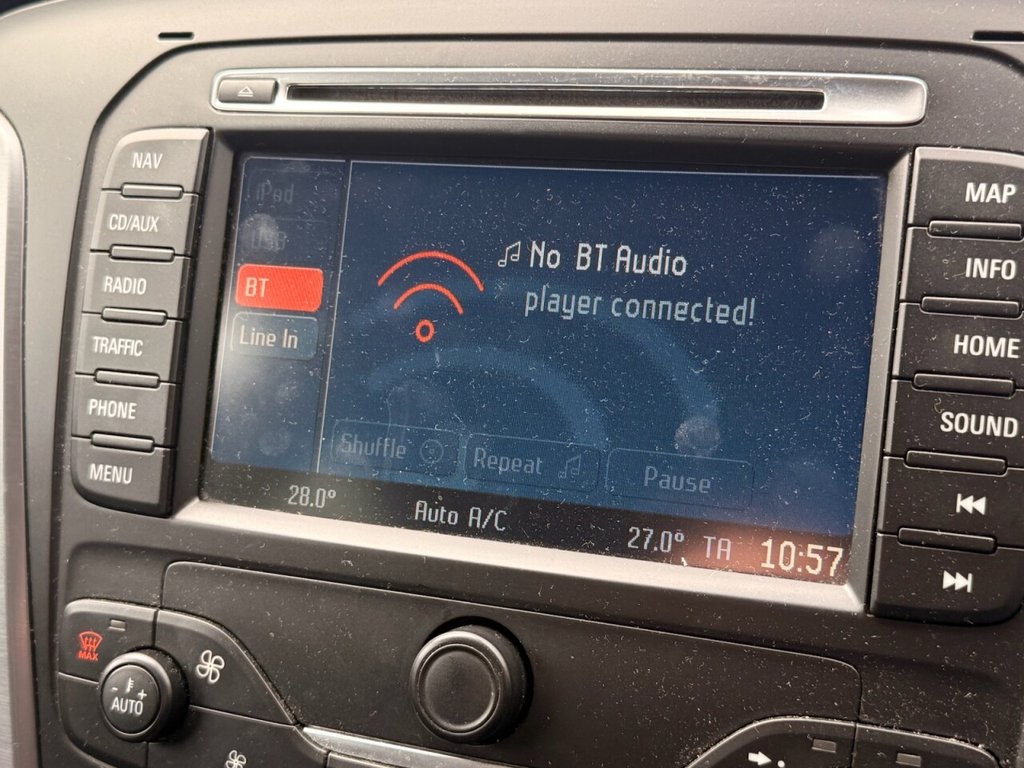 NAV
CD/AUX
RADIO
TRAFFIC
PHONE
MENU
iPod
USB
BT
Line In
No BT Audio
player connected!
Shuffle
Repeat
Pause
28.0°
Auto A/C
27.0°
TA
10:57
MAP
INFO
HOME
SOUND
MAX
- +
AUTO